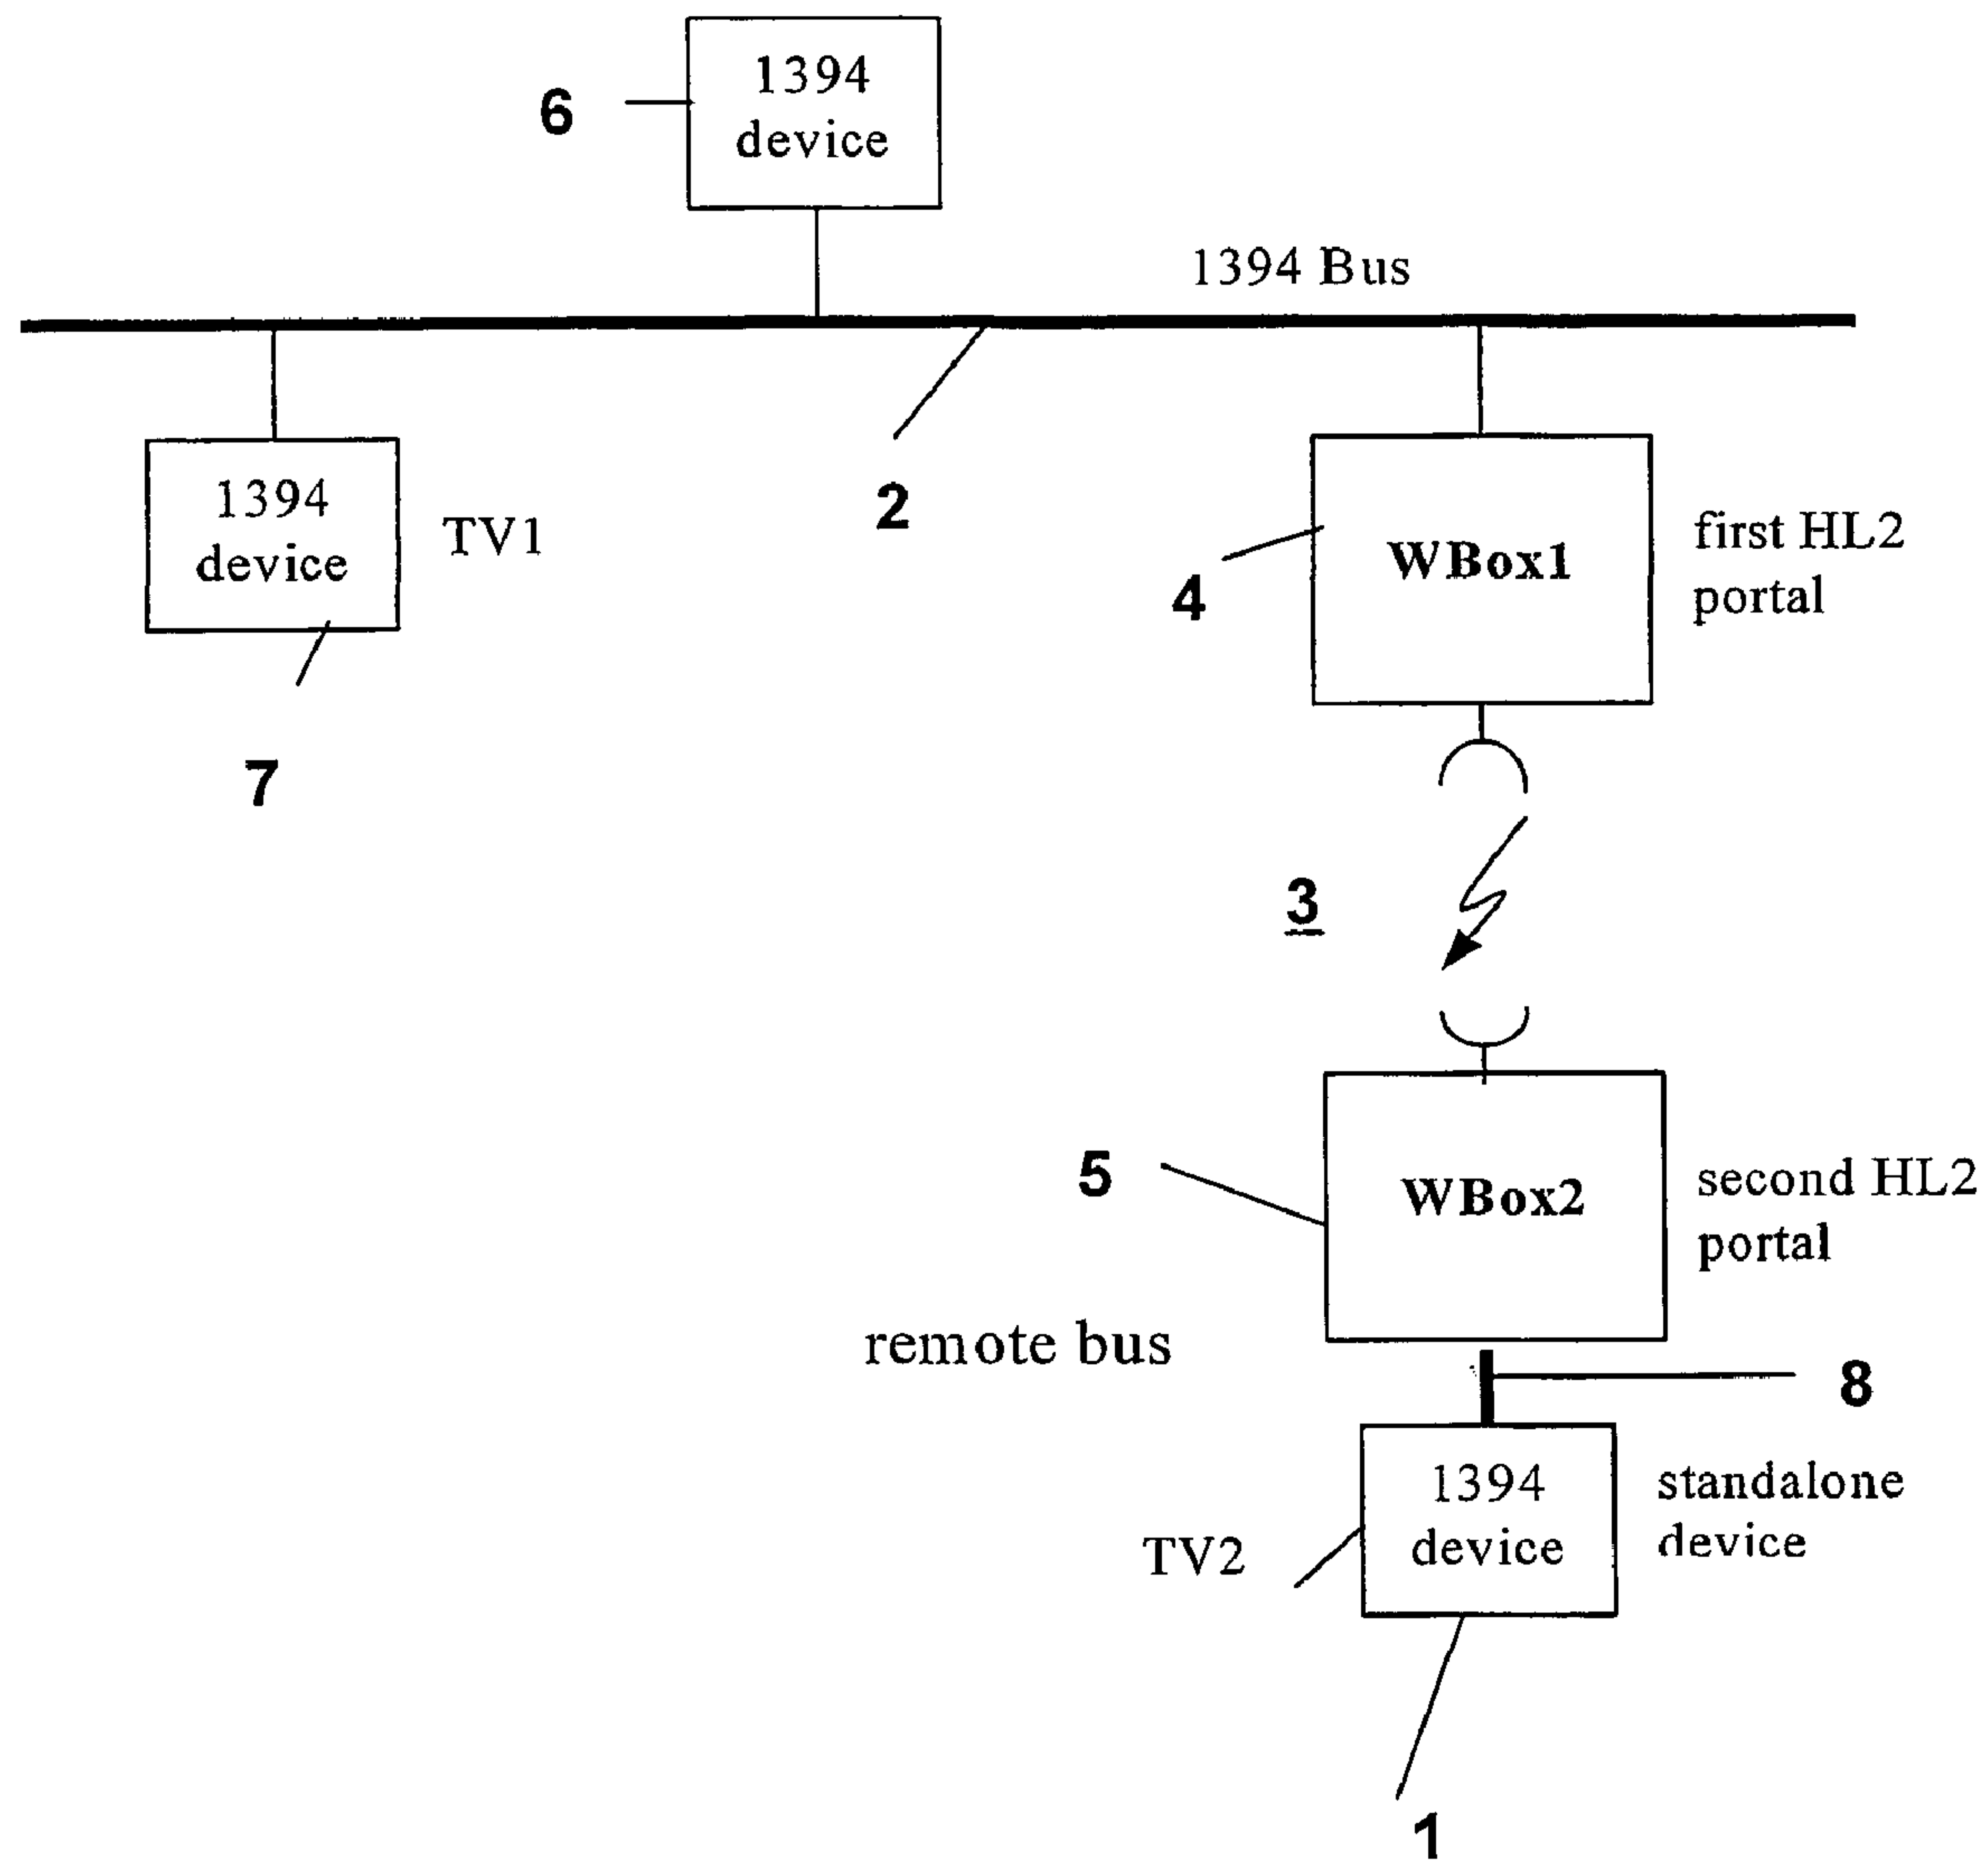 1394
device
6
1394 Bus
1394
device
TV1
2
WBox1
first HL2
portal
4
7
3
5
WBox2
second HL2
portal
remote bus
8
1394
device
standalone
device
TV2
1